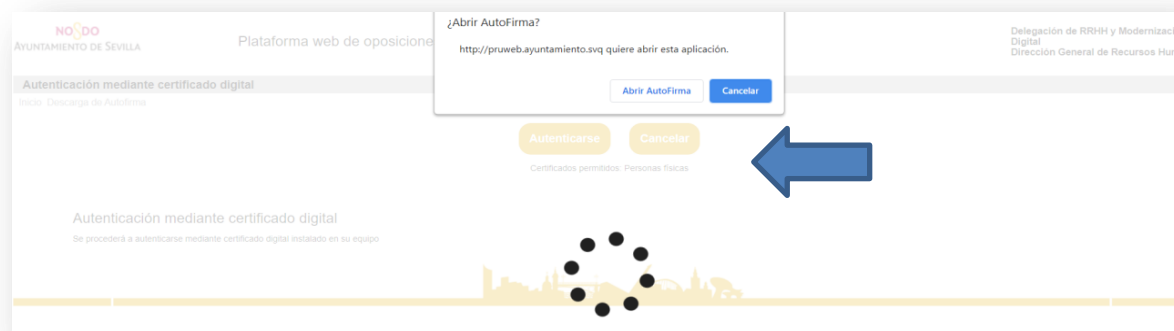 ¿Abrir AutoFirma?
http://pruweb.ayuntamiento.svq quiere abrir esta aplicación.
Abrir AutoFirma
Cancelar
NO8DO
AYUNTAMIENTO DE SEVILLA
Plataforma web de oposicione
Delegación de RRHH y Modernizaci
Digital
Dirección General de Recursos Hur
Autenticación mediante certificado digital
Inicio Descarga de Autofirma
Autenticarse
Cancelar
Certificados permitidos: Personas físicas
Autenticación mediante certificado digital
Se procederá a autenticarse mediante certificado digital instalado en su equipo